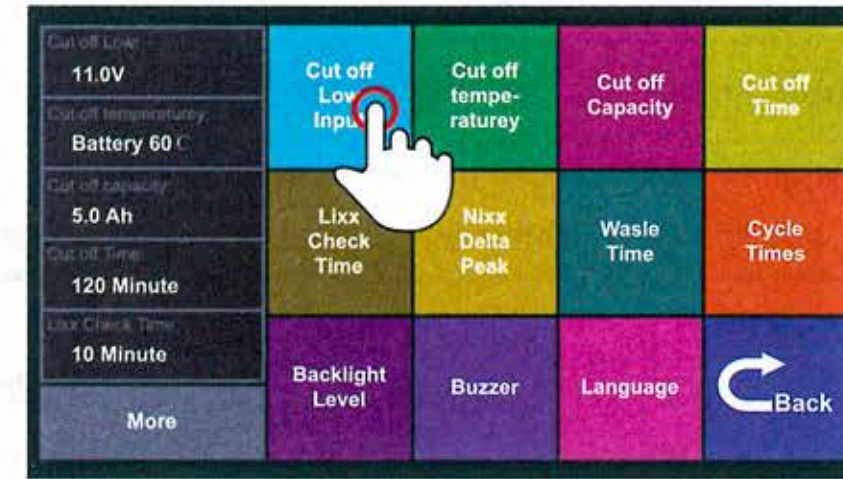 Cut off Low:
11.0V
Cut off temperaturey:
Battery 60 C
Cut off capacity:
5.0 Ah
Cut off Time:
120 Minute
Lixx Check Time:
10 Minute
More
Cut off
Low
Input
Cut off
tempe-
raturey
Cut off
Capacity
Cut off
Time
Lixx
Check
Time
Nixx
Delta
Peak
Wasle
Time
Cycle
Times
Backlight
Level
Buzzer
Language
Back